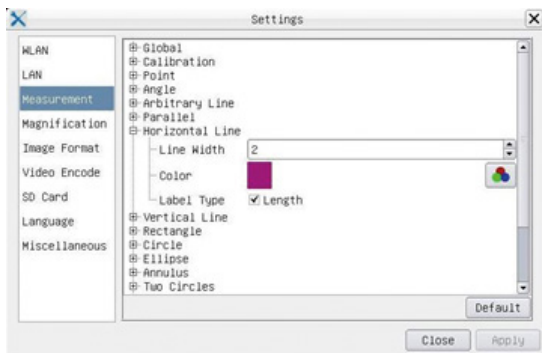 Settings
WLAN
LAN
Measurement
Magnification
Image Format
Video Encode
SD Card
Language
Miscellaneous
Global
Calibration
Point
Angle
Arbitrary Line
Parallel
Horizontal Line
Line Width 2
Color
Label Type Length
Vertical Line
Rectangle
Circle
Ellipse
Annulus
Two Circles
Default
Close Apply